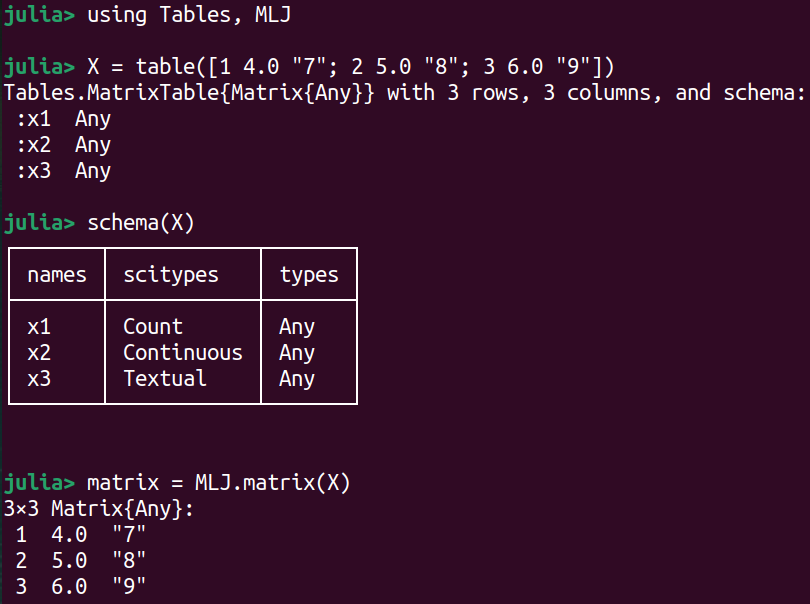 julia> using Tables, MLJ
julia> X = table([1 4.0 "7"; 2 5.0 "8"; 3 6.0 "9"])
Tables.MatrixTable{Matrix{Any}} with 3 rows, 3 columns, and schema:
:x1 Any
:x2 Any
:x3 Any
julia> schema(X)
names scitypes types
x1 Count Any
x2 Continuous Any
x3 Textual Any
julia> matrix = MLJ.matrix(X)
3×3 Matrix{Any}:
1 4.0 "7"
2 5.0 "8"
3 6.0 "9"